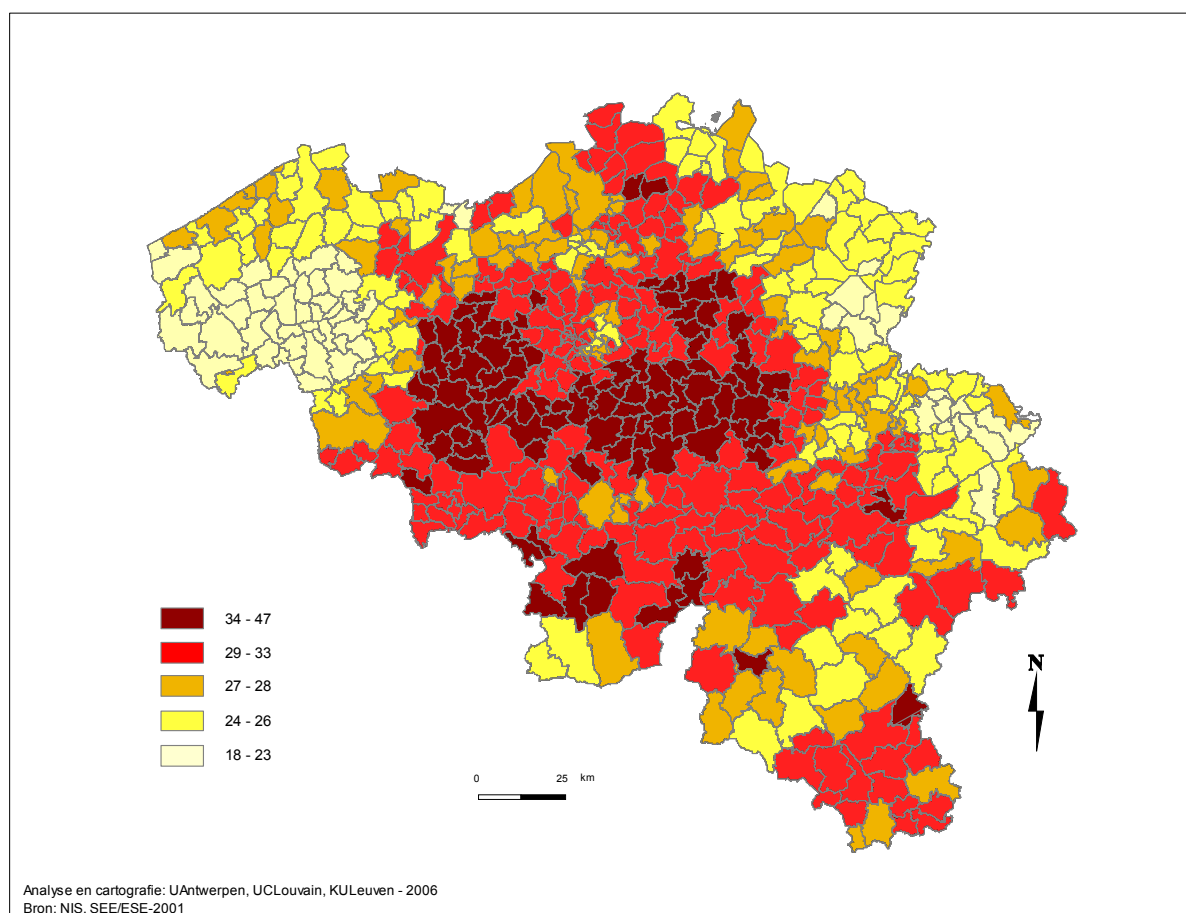 34 - 47
29 - 33
27 - 28
24 - 26
18 - 23
N
0 25 km
Analyse en cartografie: UAntwerpen, UCLouvain, KULeuven - 2006
Bron: NIS, SEE/ESE-2001